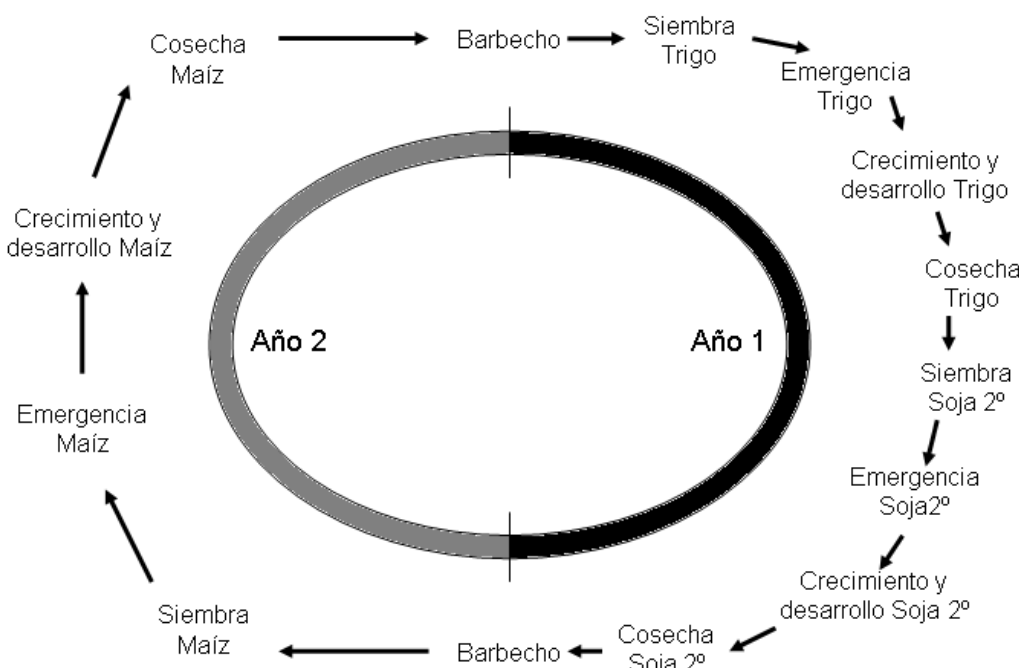 Cosecha
Maíz
Barbecho
Siembra
Trigo
Emergencia
Trigo
Crecimiento y
desarrollo Trigo
Cosecha
Trigo
Siembra
Soja 2º
Emergencia
Soja2º
Crecimiento y
desarrollo Soja 2º
Cosecha
Soja 2º
Barbecho
Siembra
Maíz
Emergencia
Maíz
Crecimiento y
desarrollo Maíz
Año 2
Año 1